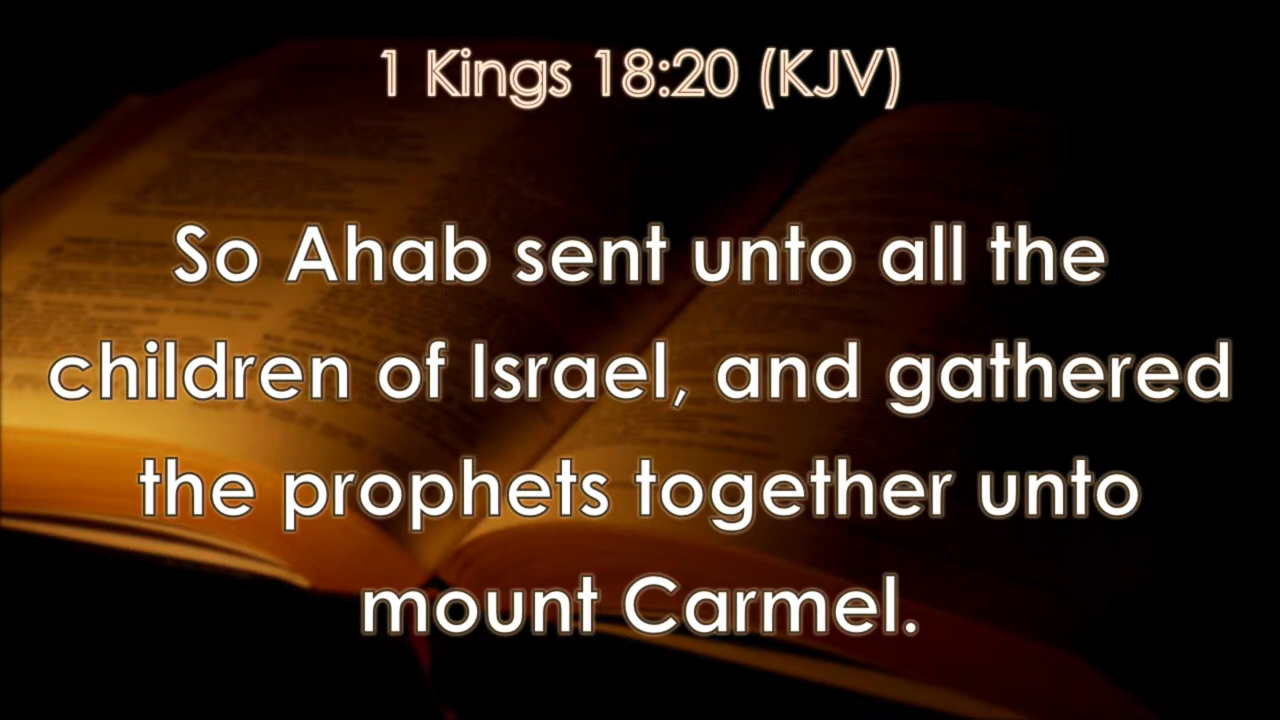 1 Kings 18:20 (KJV)
So Ahab sent unto all the
children of Israel, and gathered
the prophets together unto
mount Carmel.